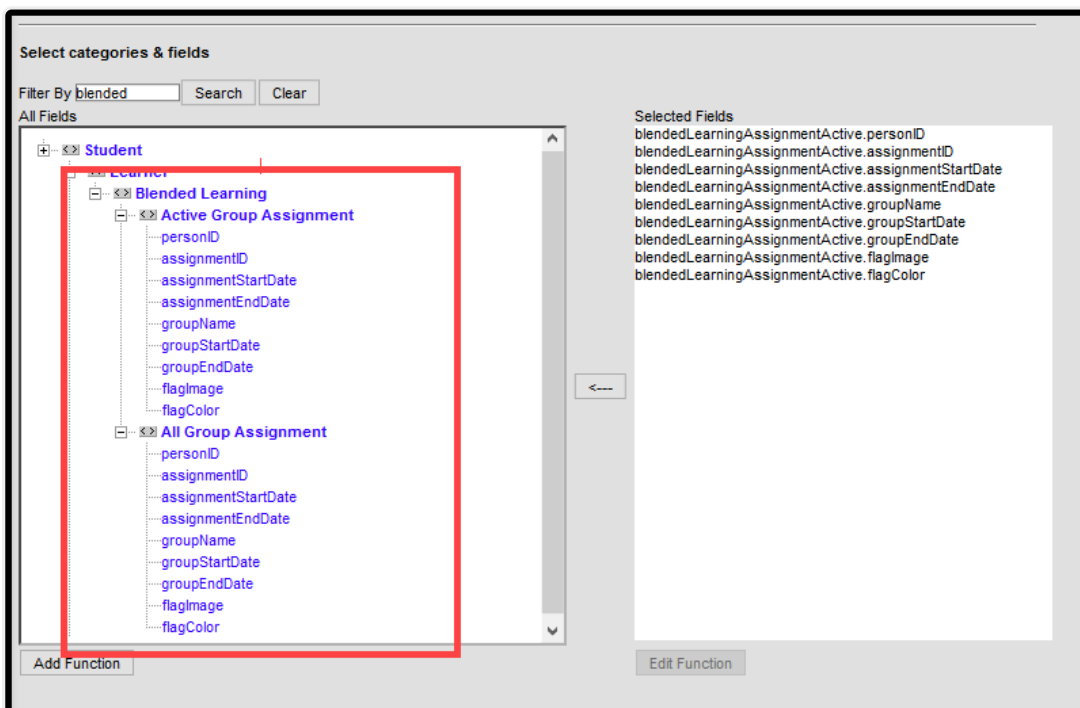 Select categories & fields
Filter By blended Search Clear
All Fields
Student
Learner
Blended Learning
Active Group Assignment
personID
assignmentID
assignmentStartDate
assignmentEndDate
groupName
groupStartDate
groupEndDate
flagImage
flagColor
All Group Assignment
personID
assignmentID
assignmentStartDate
assignmentEndDate
groupName
groupStartDate
groupEndDate
flagImage
flagColor
Add Function
<---
Selected Fields
blendedLearningAssignmentActive.personID
blendedLearningAssignmentActive.assignmentID
blendedLearningAssignmentActive.assignmentStartDate
blendedLearningAssignmentActive.assignmentEndDate
blendedLearningAssignmentActive.groupName
blendedLearningAssignmentActive.groupStartDate
blendedLearningAssignmentActive.groupEndDate
blendedLearningAssignmentActive.flagImage
blendedLearningAssignmentActive.flagColor
Edit Function